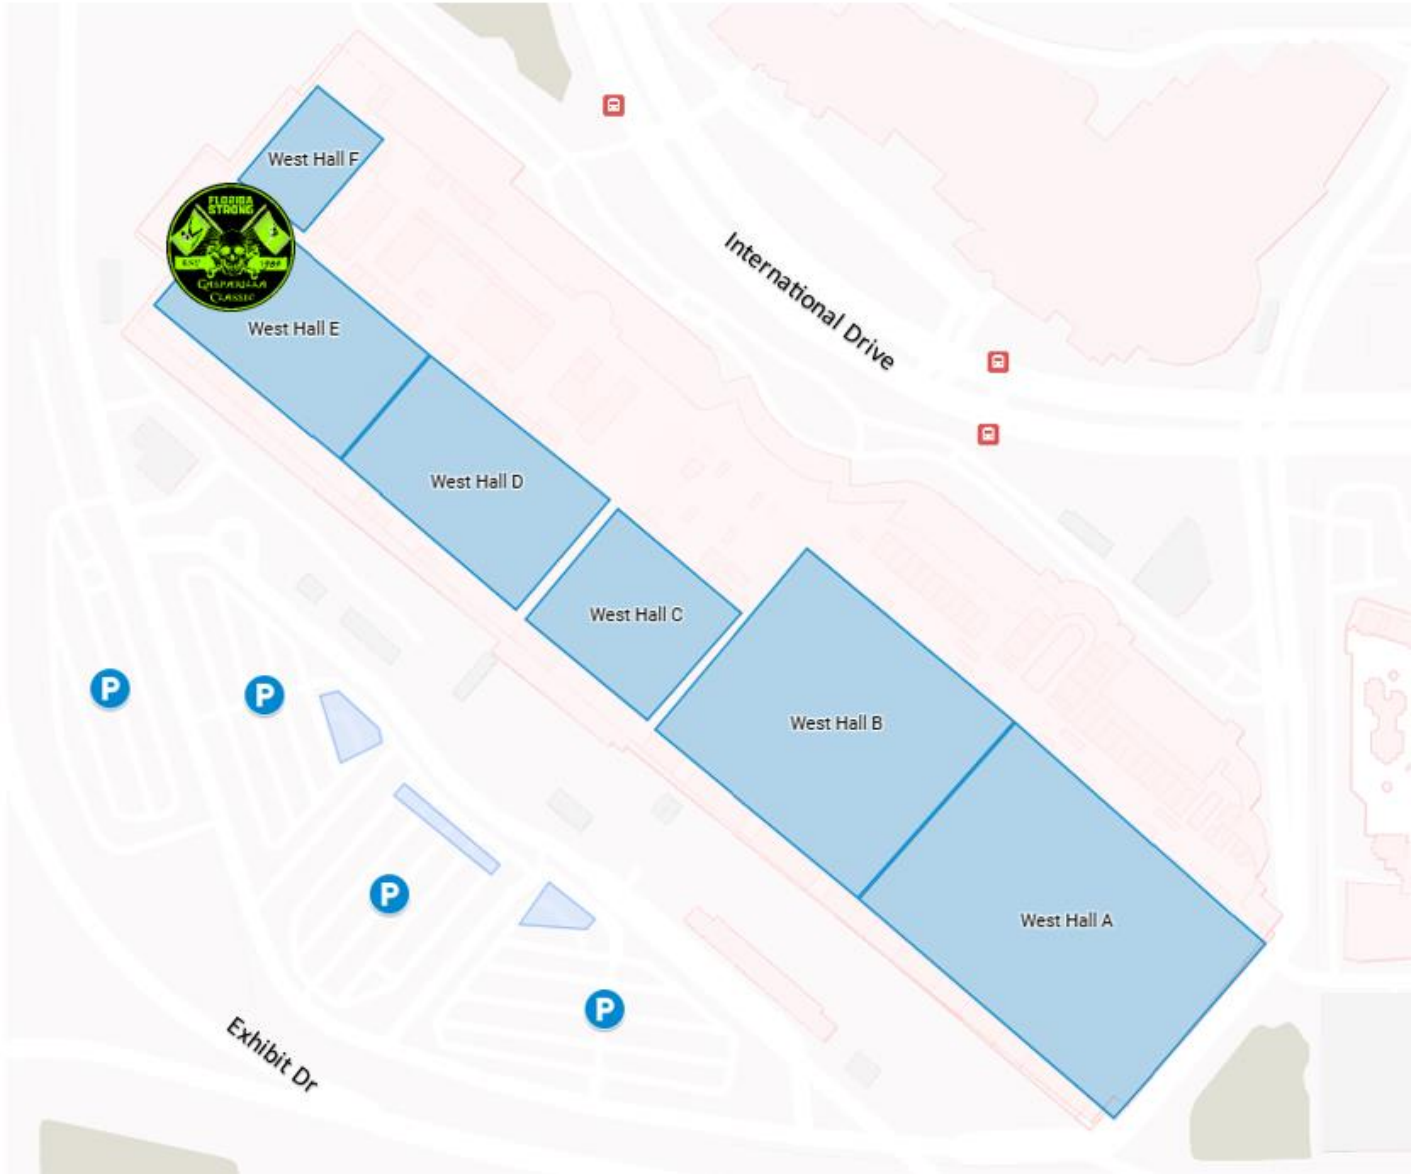 West Hall F
FLORIDA
STRONG
EST 1989
GASPARILLA
CLASSIC
West Hall E
International Drive
West Hall D
West Hall C
West Hall B
West Hall A
P
P
P
P
Exhibit Dr